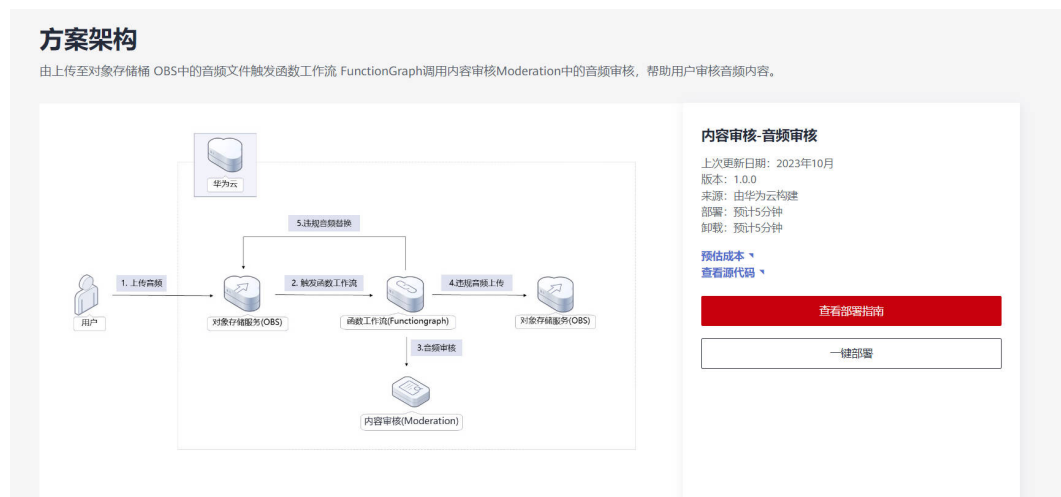 方案架构
由上传至对象存储桶 OBS中的音频文件触发函数工作流 FunctionGraph调用内容审核Moderation中的音频审核，帮助用户审核音频内容。
华为云
5.违规音频替换
1. 上传音频
2. 触发函数工作流
4.违规音频上传
用户
对象存储服务(OBS)
函数工作流(Functiongraph)
对象存储服务(OBS)
3.音频审核
内容审核(Moderation)
内容审核-音频审核
上次更新日期：2023年10月
版本：1.0.0
来源：由华为云构建
部署：预计5分钟
卸载：预计5分钟
预估成本
查看源代码
查看部署指南
一键部署